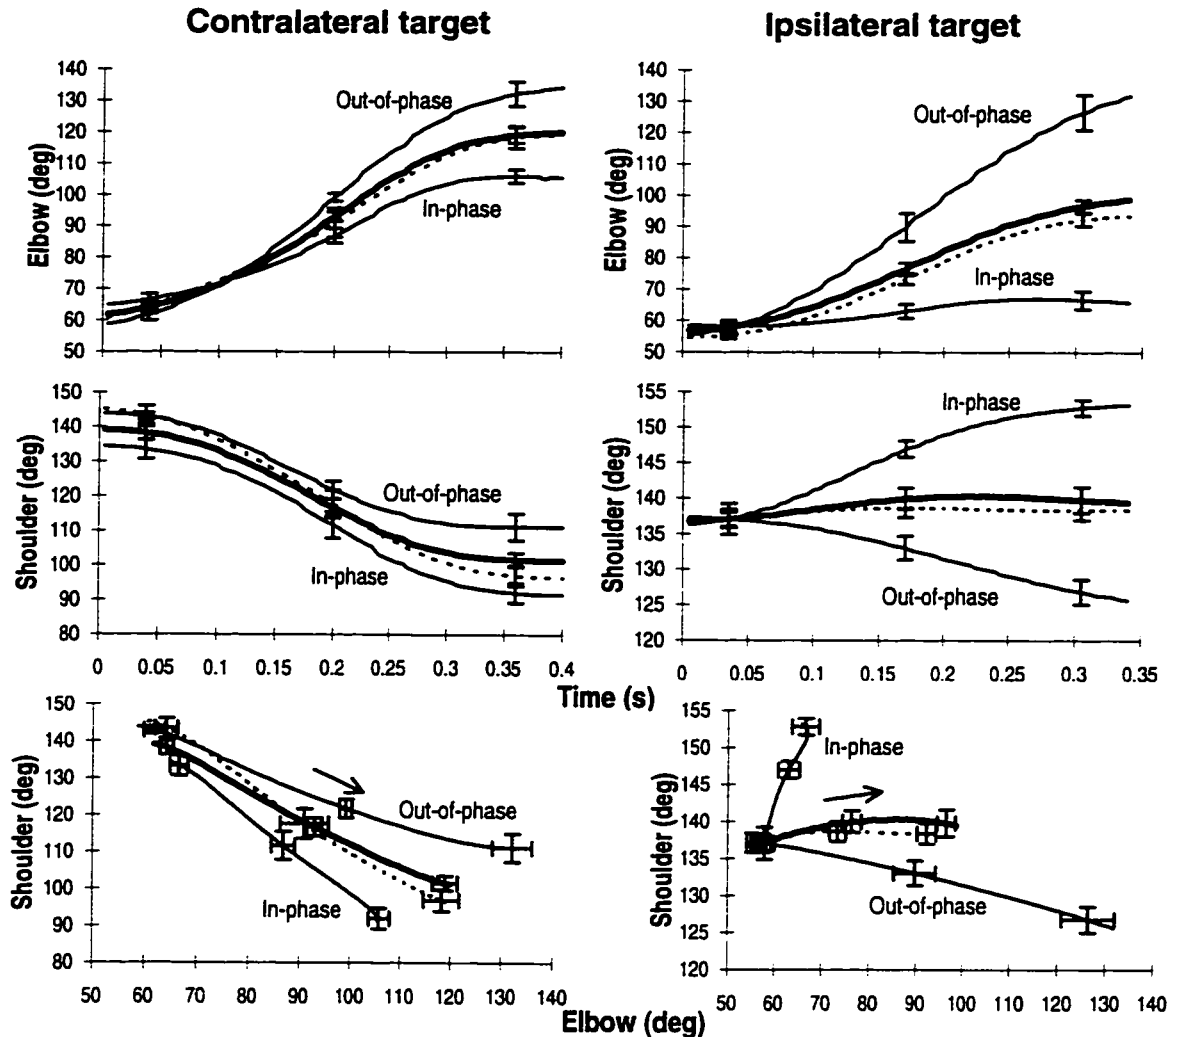 Contralateral target
Ipsilateral target
Elbow (deg)
140
130
120
110
100
90
80
70
60
50
Out-of-phase
In-phase
Elbow (deg)
140
130
120
110
100
90
80
70
60
50
Out-of-phase
In-phase
Shoulder (deg)
150
140
130
120
110
100
90
80
Out-of-phase
In-phase
0 0.05 0.1 0.15 0.2 0.25 0.3 0.35 0.4
Shoulder (deg)
155
150
145
140
135
130
125
120
In-phase
Out-of-phase
0 0.05 0.1 0.15 0.2 0.25 0.3 0.35
Time (s)
Shoulder (deg)
150
140
130
120
110
100
90
80
Out-of-phase
In-phase
50 60 70 80 90 100 110 120 130 140
Shoulder (deg)
155
150
145
140
135
130
125
120
In-phase
Out-of-phase
50 60 70 80 90 100 110 120 130 140
Elbow (deg)